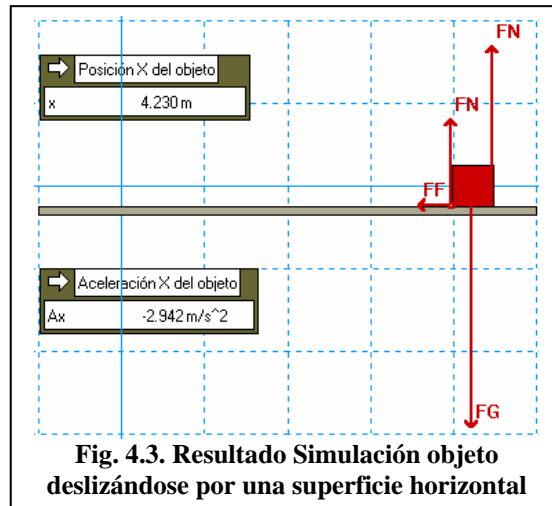 Posición X del objeto
x 4.230 m
FN
FN
FF
Aceleración X del objeto
Ax -2.942 m/s^2
FG
Fig. 4.3. Resultado Simulación objeto
deslizándose por una superficie horizontal